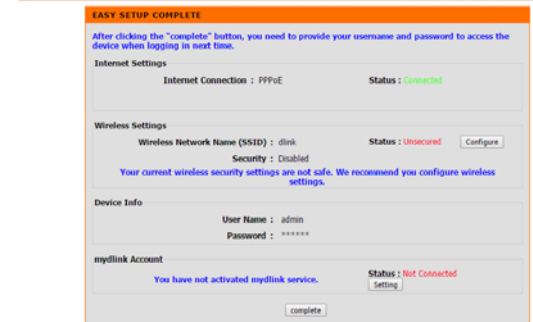 EASY SETUP COMPLETE
After clicking the "complete" button, you need to provide your username and password to access the
device when logging in next time.
Internet Settings
Internet Connection : PPPoE Status : Connected
Wireless Settings
Wireless Network Name (SSID) : dlink Status : Unsecured Configure
Security : Disabled
Your current wireless security settings are not safe. We recommend you configure wireless
settings.
Device Info
User Name : admin
Password : ******
mydlink Account
Status : Not Connected
You have not activated mydlink service.
Setting
complete